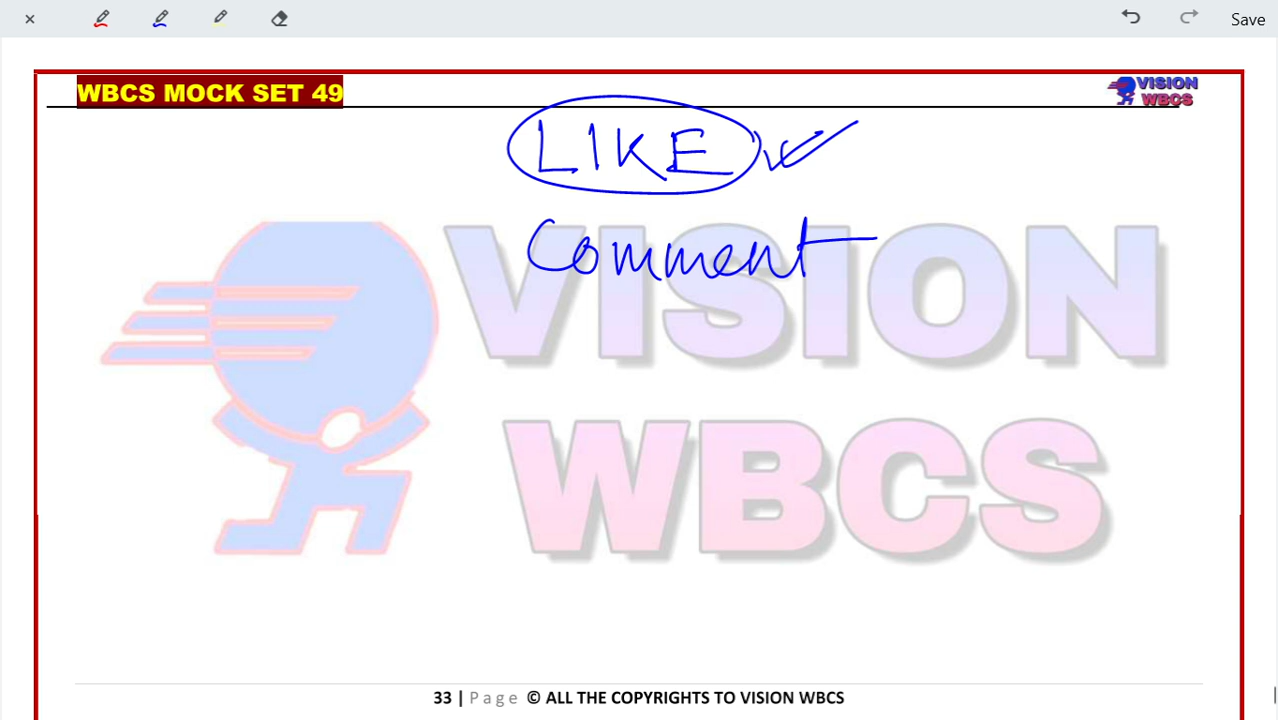 Save
WBCS MOCK SET 49
VISION
WBCS
LIKE
Comment
VISION
WBCS
33 | Page © ALL THE COPYRIGHTS TO VISION WBCS